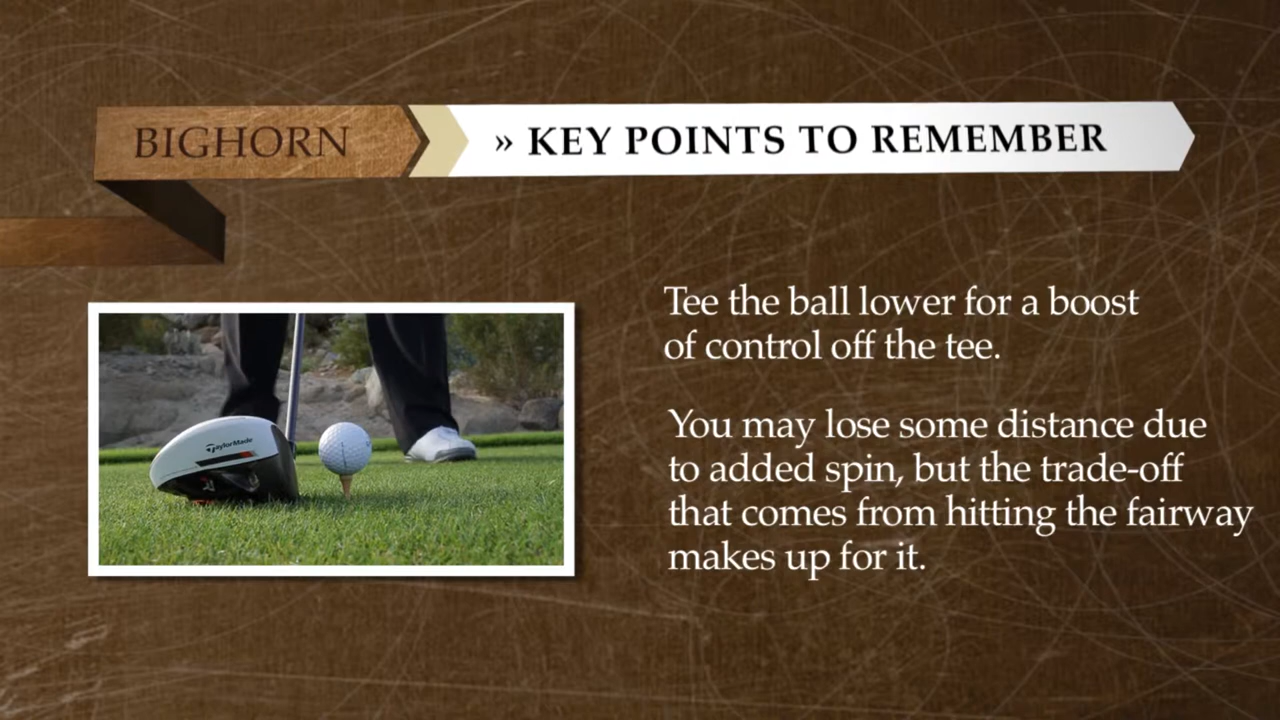 BIGHORN
» KEY POINTS TO REMEMBER
Tee the ball lower for a boost
of control off the tee.
You may lose some distance due
to added spin, but the trade-off
that comes from hitting the fairway
makes up for it.
TaylorMade